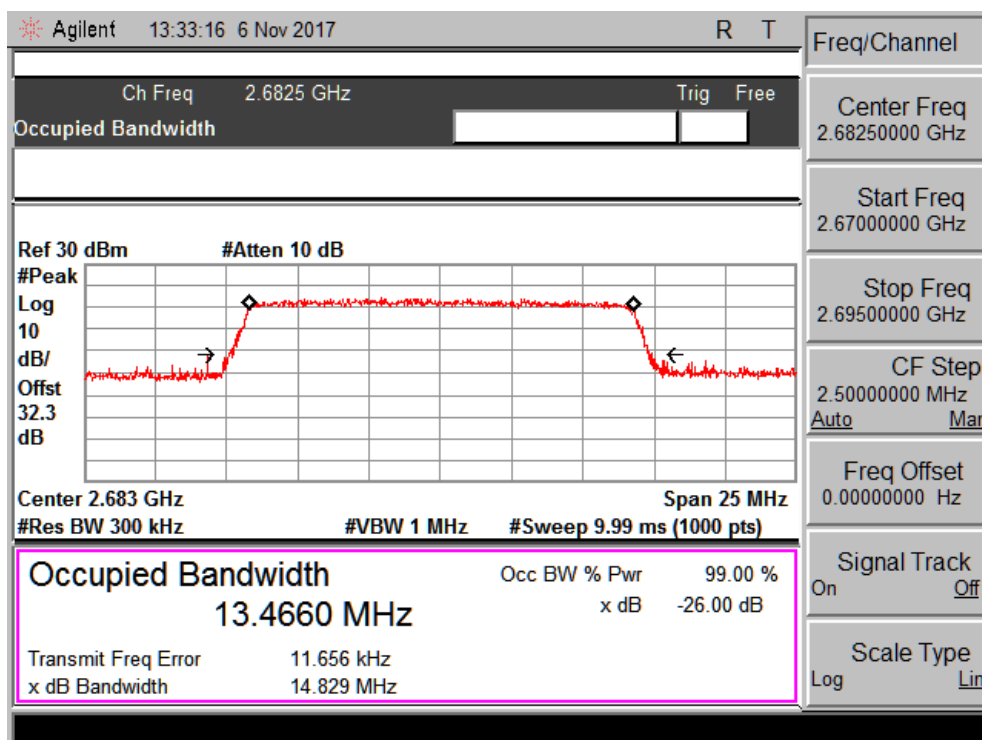 Agilent 13:33:16 6 Nov 2017 R T
Ch Freq 2.6825 GHz Trig Free
Occupied Bandwidth
Ref 30 dBm #Atten 10 dB
#Peak
Log
10
dB/
Offst
32.3
dB
Center 2.683 GHz Span 25 MHz
#Res BW 300 kHz #VBW 1 MHz #Sweep 9.99 ms (1000 pts)
Occupied Bandwidth Occ BW % Pwr 99.00 %
13.4660 MHz x dB -26.00 dB
Transmit Freq Error 11.656 kHz
x dB Bandwidth 14.829 MHz
Freq/Channel
Center Freq
2.68250000 GHz
Start Freq
2.67000000 GHz
Stop Freq
2.69500000 GHz
CF Step
2.50000000 MHz
Auto Man
Freq Offset
0.00000000 Hz
Signal Track
On Off
Scale Type
Log Lin